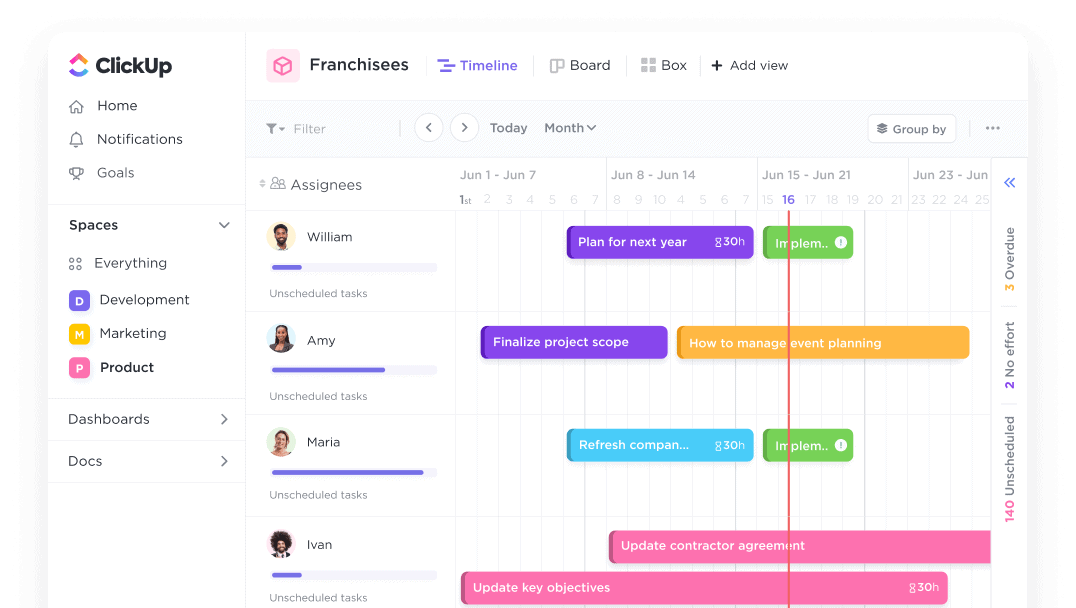 ClickUp
Home
Notifications
Goals
Spaces
Everything
D Development
M Marketing
P Product
Dashboards
Docs
Franchisees
Timeline
Board
Box
+ Add view
Filter
Today
Month
Group by
Assignees
Jun 1 - Jun 7
Jun 8 - Jun 14
Jun 15 - Jun 21
Jun 23 - Jun
1st 2 3 4 5 6 7 8 9 10 4 5 6 7 15 16 17 18 19 20 21 23 22 24 25
William
Plan for next year 30h
Implem.. !
Unscheduled tasks
Amy
Finalize project scope
How to manage event planning
Unscheduled tasks
Maria
Refresh compan... 30h
Implem.. !
Unscheduled tasks
Ivan
Update contractor agreement
Update key objectives 30h
Unscheduled tasks
3 Overdue
2 No effort
140 Unscheduled